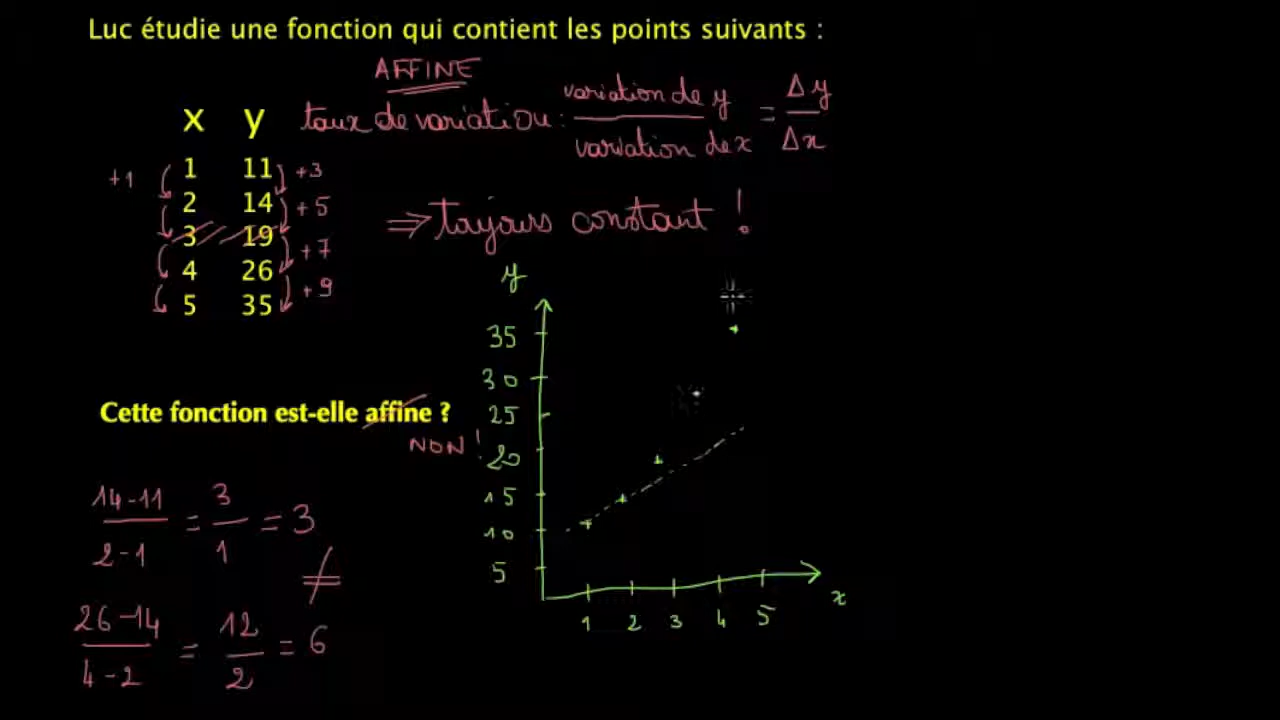 Luc étudie une fonction qui contient les points suivants :
AFFINE
x y
taux de variation : variation de y / variation de x = Δy / Δx
+1
1 11 +3
2 14 +5
3 19 +7
4 26 +9
5 35
⇒ toujours constant !
Cette fonction est-elle affine ?
NON !
14-11 / 2-1 = 3 / 1 = 3
≠
26-14 / 4-2 = 12 / 2 = 6
y
35
30
25
20
15
10
5
1 2 3 4 5
x